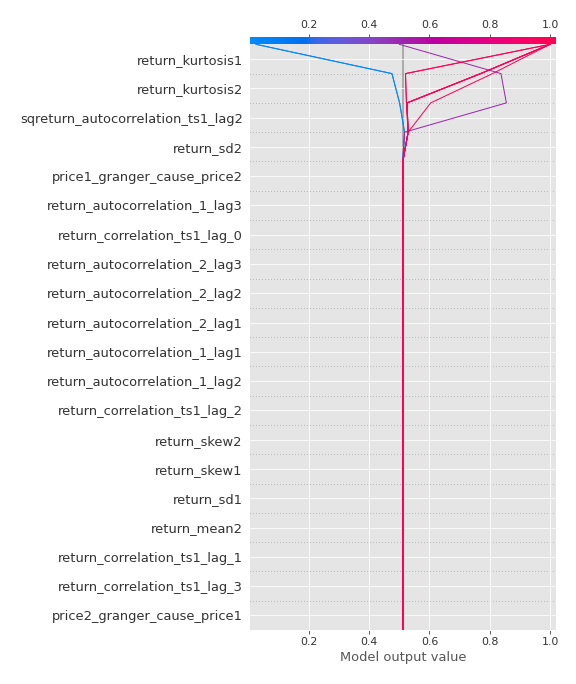 0.2 0.4 0.6 0.8 1.0
return_kurtosis1
return_kurtosis2
sqreturn_autocorrelation_ts1_lag2
return_sd2
price1_granger_cause_price2
return_autocorrelation_1_lag3
return_correlation_ts1_lag_0
return_autocorrelation_2_lag3
return_autocorrelation_2_lag2
return_autocorrelation_2_lag1
return_autocorrelation_1_lag1
return_autocorrelation_1_lag2
return_correlation_ts1_lag_2
return_skew2
return_skew1
return_sd1
return_mean2
return_correlation_ts1_lag_1
return_correlation_ts1_lag_3
price2_granger_cause_price1
0.2 0.4 0.6 0.8 1.0
Model output value